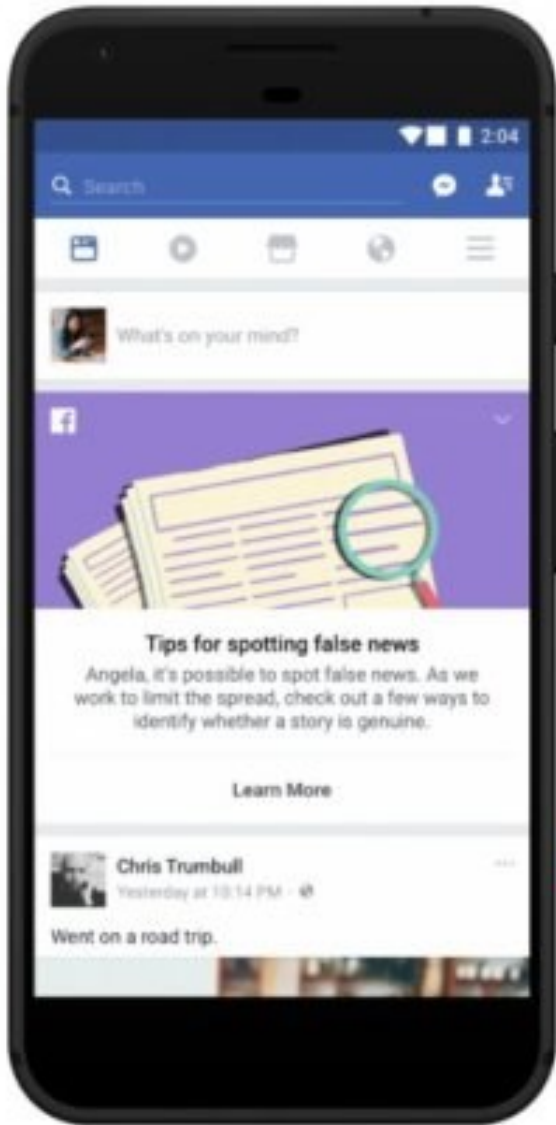 2:04
Search
What's on your mind?
Tips for spotting false news
Angela, it's possible to spot false news. As we
work to limit the spread, check out a few ways to
identify whether a story is genuine.
Learn More
Chris Trumbull
Yesterday at 10:14 PM ·
Went on a road trip.